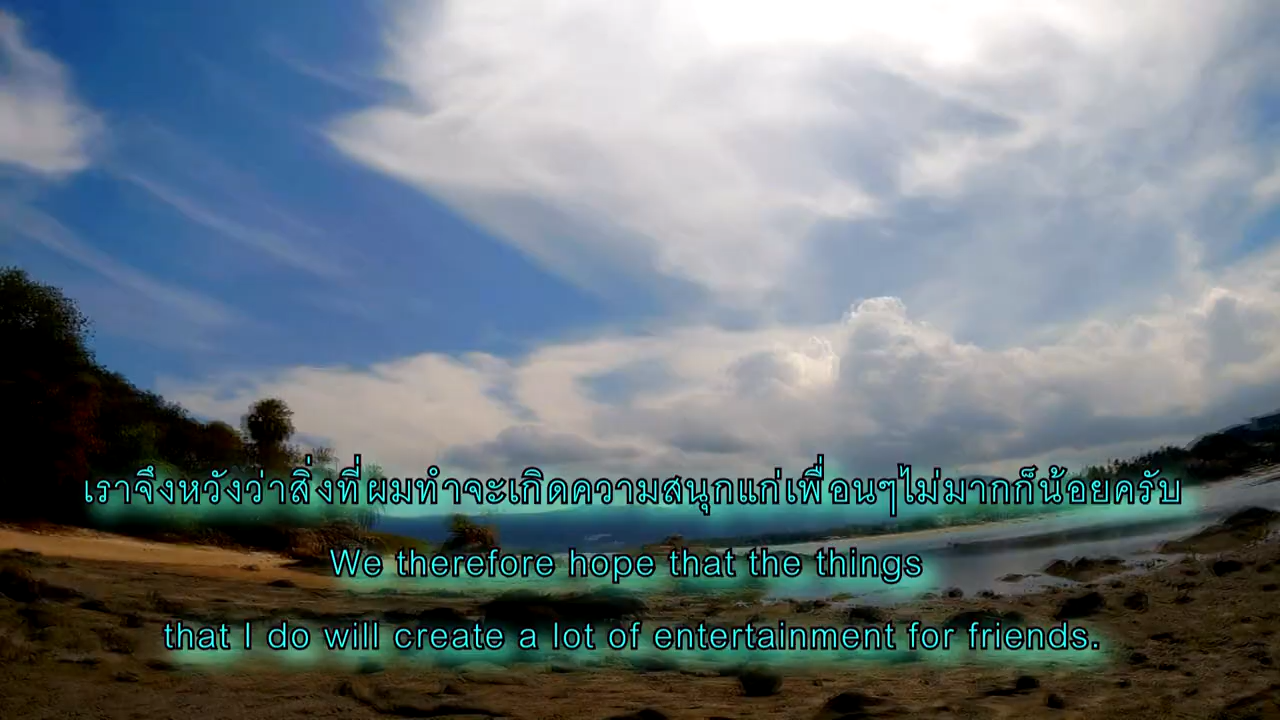 เราจึงหวังว่าสิ่งที่ผมทำจะเกิดความสนุกแก่เพื่อนๆไม่มากก็น้อยครับ
We therefore hope that the things
that I do will create a lot of entertainment for friends.